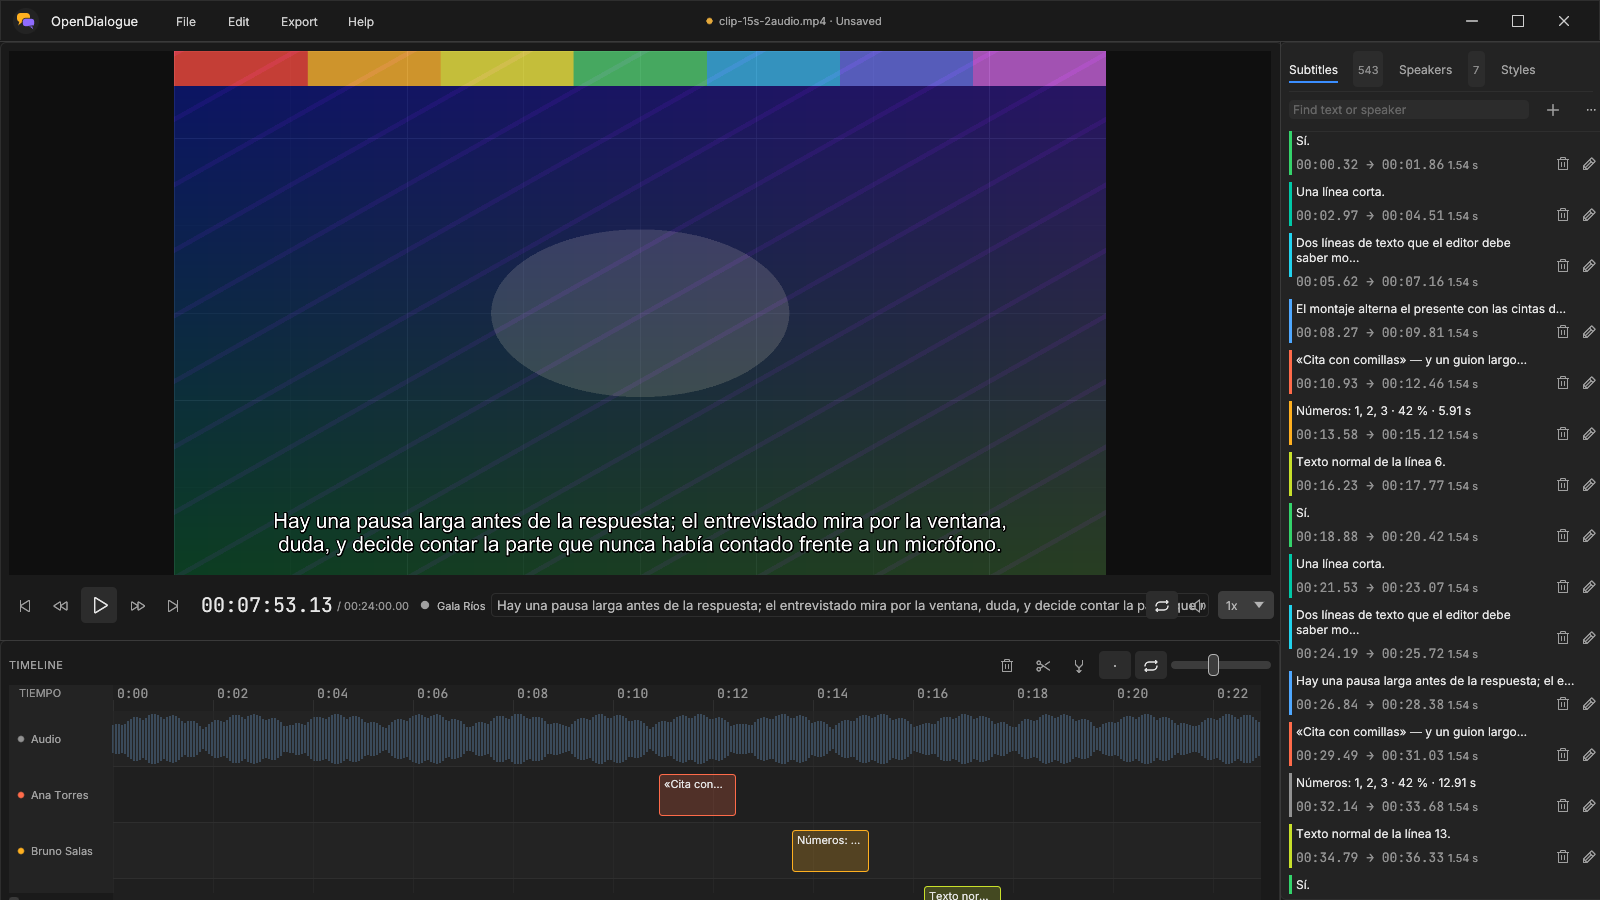 OpenDialogue
File
Edit
Export
Help
clip-15s-2audio.mp4 · Unsaved
Hay una pausa larga antes de la respuesta; el entrevistado mira por la ventana,
duda, y decide contar la parte que nunca había contado frente a un micrófono.
00:07:53.13 / 00:24:00.00
Gala Ríos
Hay una pausa larga antes de la respuesta; el entrevistado mira por la ventana, duda, y decide contar la
1x
TIMELINE
TIEMPO
0:00 0:02 0:04 0:06 0:08 0:10 0:12 0:14 0:16 0:18 0:20 0:22
Audio
Ana Torres
«Cita con...
Bruno Salas
Números: ...
Texto nor...
Subtitles 543 Speakers 7 Styles
Find text or speaker
Sí.
00:00.32 → 00:01.86 1.54 s
Una línea corta.
00:02.97 → 00:04.51 1.54 s
Dos líneas de texto que el editor debe
saber mo...
00:05.62 → 00:07.16 1.54 s
El montaje alterna el presente con las cintas d...
00:08.27 → 00:09.81 1.54 s
«Cita con comillas» — y un guion largo...
00:10.93 → 00:12.46 1.54 s
Números: 1, 2, 3 · 42 % · 5.91 s
00:13.58 → 00:15.12 1.54 s
Texto normal de la línea 6.
00:16.23 → 00:17.77 1.54 s
Sí.
00:18.88 → 00:20.42 1.54 s
Una línea corta.
00:21.53 → 00:23.07 1.54 s
Dos líneas de texto que el editor debe
saber mo...
00:24.19 → 00:25.72 1.54 s
Hay una pausa larga antes de la respuesta; el e...
00:26.84 → 00:28.38 1.54 s
«Cita con comillas» — y un guion largo...
00:29.49 → 00:31.03 1.54 s
Números: 1, 2, 3 · 42 % · 12.91 s
00:32.14 → 00:33.68 1.54 s
Texto normal de la línea 13.
00:34.79 → 00:36.33 1.54 s
Sí.